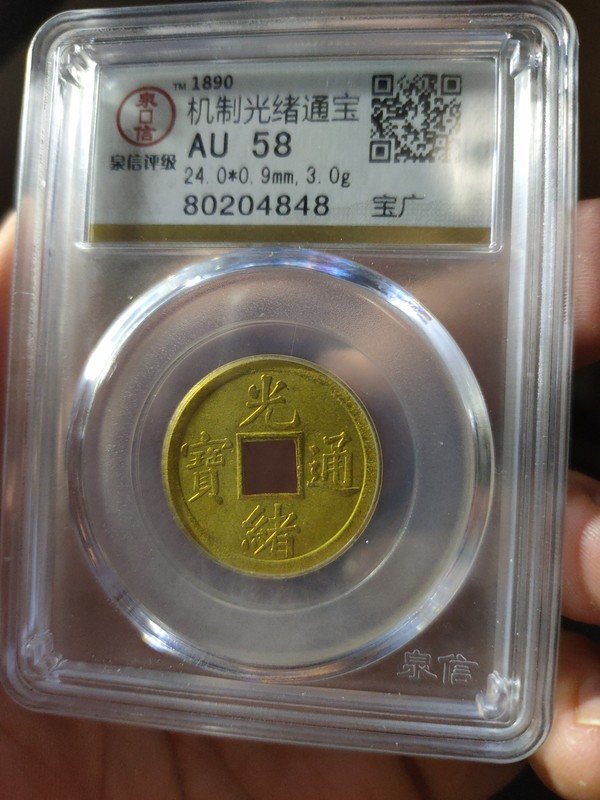 泉口信
泉信评级
TM 1890
机制光绪通宝
AU 58
24.0*0.9mm,3.0g
80204848 宝广
光
寶 通
緒
泉信